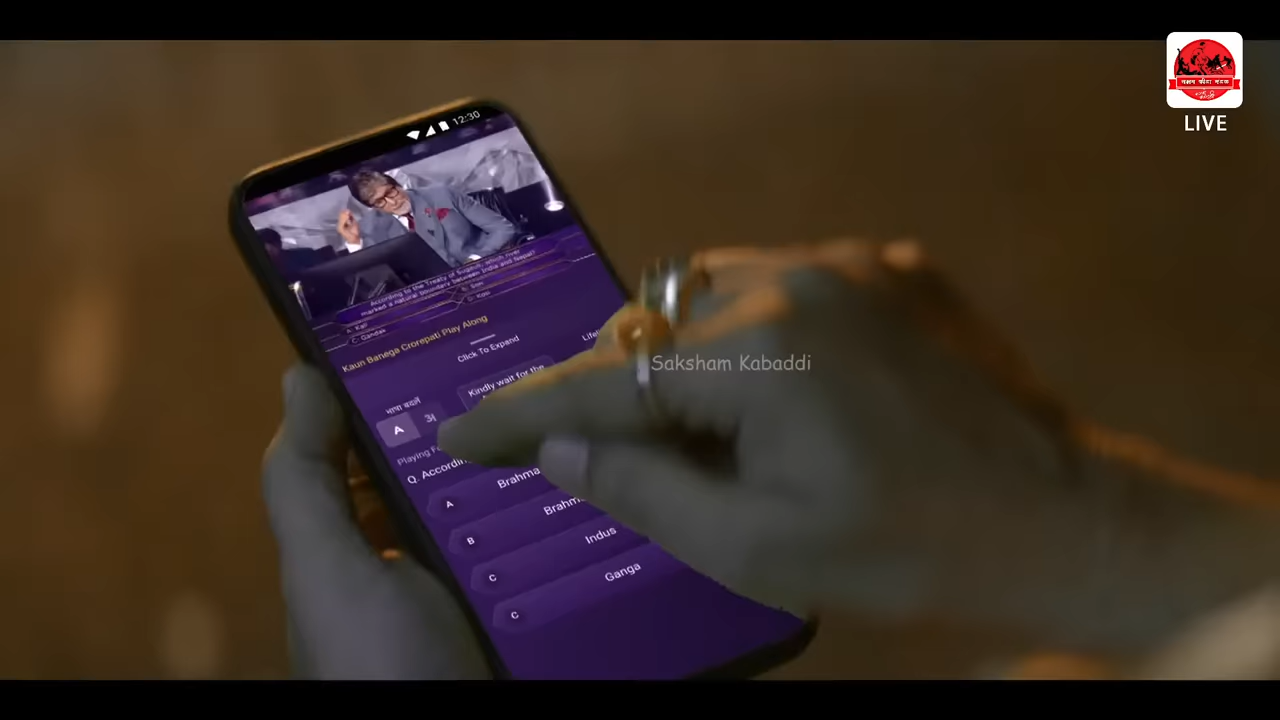 LIVE
12:30
According to the Treaty of Sugauli, which river
marked a natural boundary between India and Nepal?
A. Kali
C. Gandak
D. Kosi
Kaun Banega Crorepati Play Along
Click To Expand
Kindly wait for the
भाषा बदलें
A अ
Playing
Q. Accordin
A Brahma
B Brahm
C Indus
C Ganga
Saksham Kabaddi